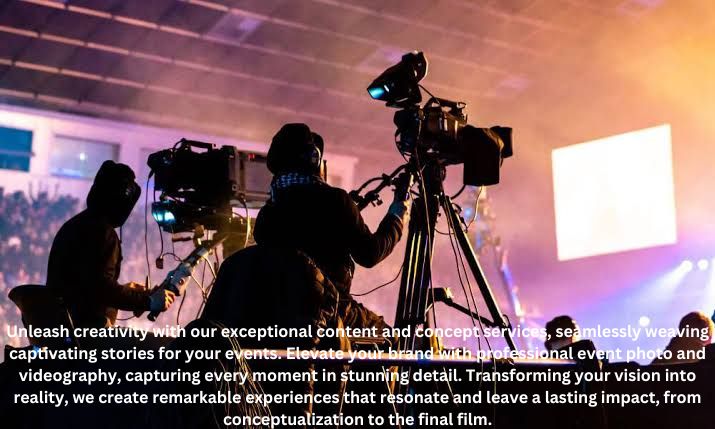 Unleash creativity with our exceptional content and concept services, seamlessly weaving
captivating stories for your events. Elevate your brand with professional event photo and
videography, capturing every moment in stunning detail. Transforming your vision into
reality, we create remarkable experiences that resonate and leave a lasting impact, from
conceptualization to the final film.